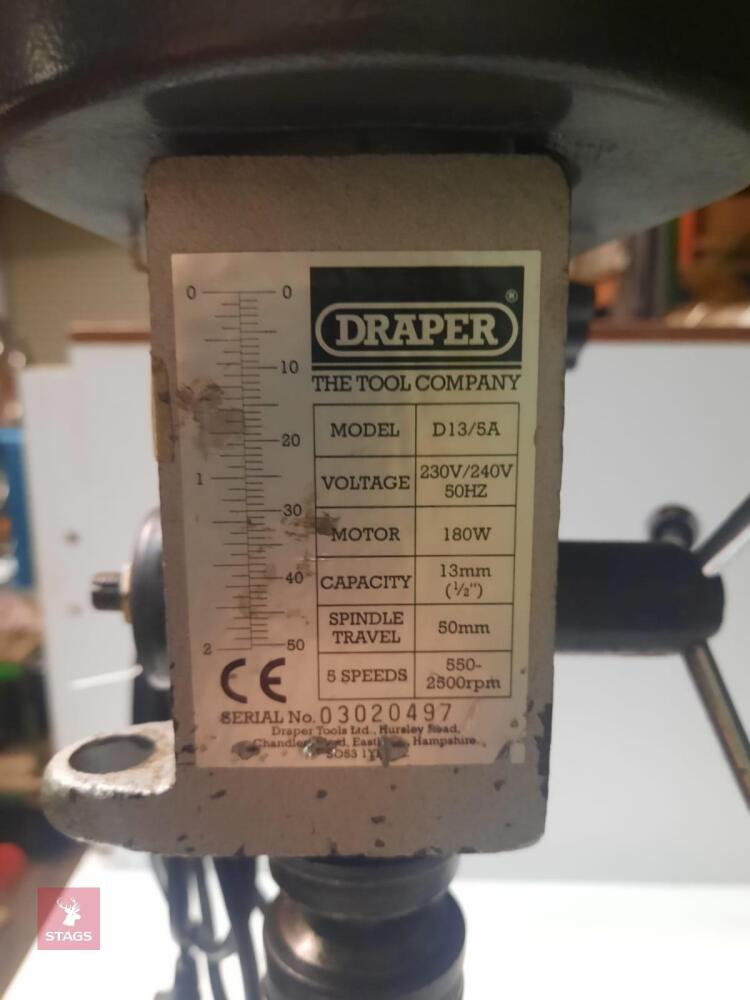 0 0
10
20
1
30
40
2 50
DRAPER®
THE TOOL COMPANY
MODEL D13/5A
VOLTAGE 230V/240V
50HZ
MOTOR 180W
CAPACITY 13mm
(½")
SPINDLE
TRAVEL 50mm
5 SPEEDS 550-
2500rpm
CE
SERIAL No. 03020497
Draper Tools Ltd., Hursley Road,
Hampshire
SO53
STAGS